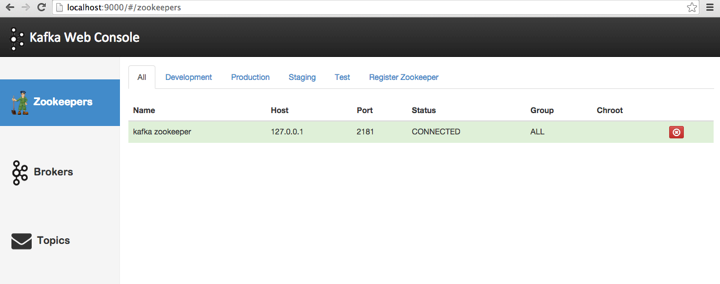 localhost:9000/#/zookeepers
Kafka Web Console
All Development Production Staging Test Register Zookeeper
Zookeepers
Name Host Port Status Group Chroot
kafka zookeeper 127.0.0.1 2181 CONNECTED ALL
Brokers
Topics